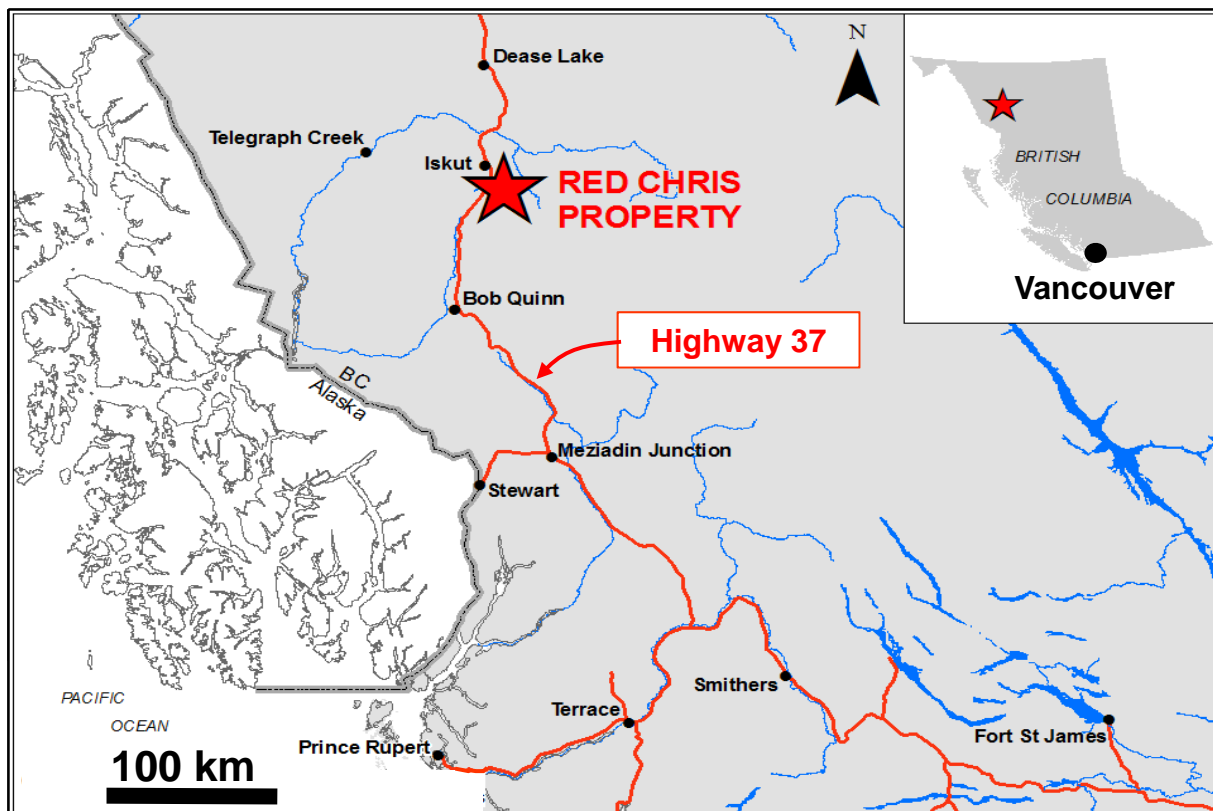 N
Dease Lake
Telegraph Creek
Iskut
RED CHRIS
PROPERTY
BRITISH
COLUMBIA
Vancouver
Bob Quinn
Highway 37
BC
Alaska
Meziadin Junction
Stewart
Smithers
Terrace
Fort St James
Prince Rupert
PACIFIC
OCEAN
100 km